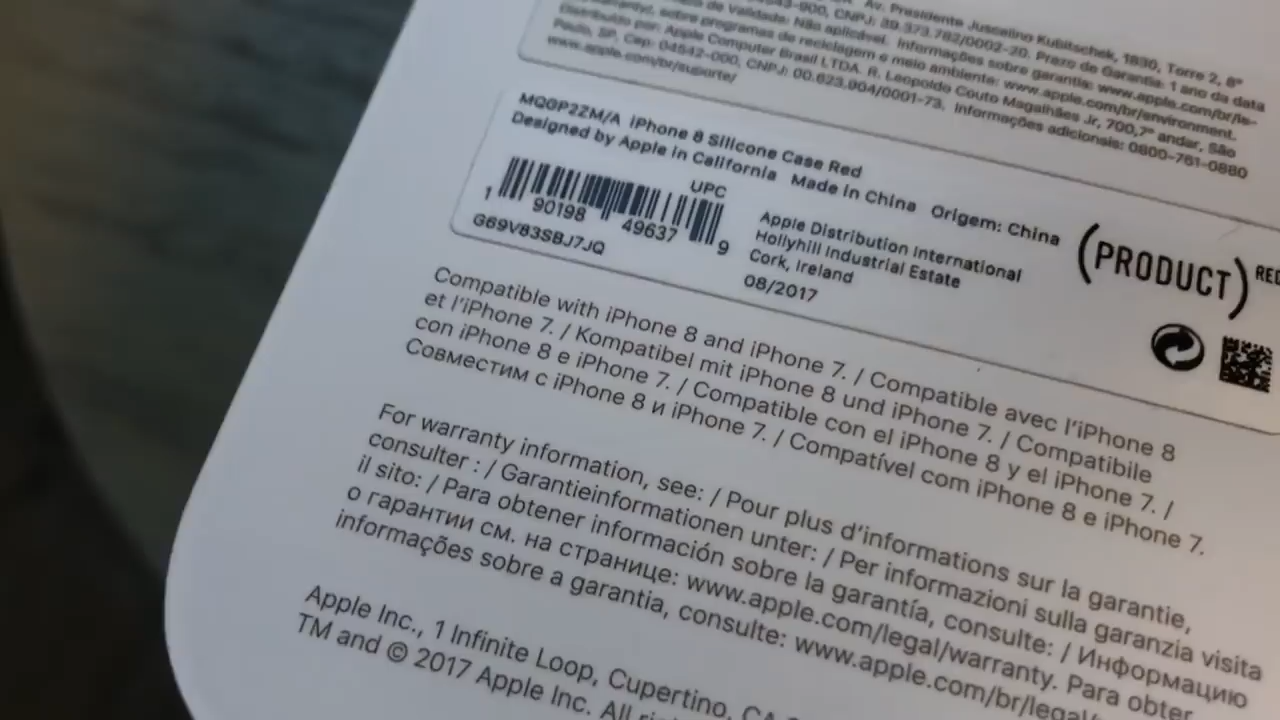 Av. Presidente Juscelino Kubitschek, 1830, Torre 2, 8º
CNPJ: 39.373.782/0002-20. Prazo de Garantia: 1 ano da data
de Validade: Não aplicável. Informações sobre garantia: www.apple.com/br/le-
sobre programas de reciclagem e meio ambiente: www.apple.com/br/environment.
Distribuído por: Apple Computer Brasil LTDA. R. Leopoldo Couto Magalhães Jr, 700,7º andar, São
Paulo, SP, Cep: 04542-000, CNPJ: 00.623.904/0001-73. Informações adicionais: 0800-761-0880
www.apple.com/br/suporte/
MQGP2ZM/A iPhone 8 Silicone Case Red
Designed by Apple in California Made in China Origem: China
UPC
1 90198 49637 9
G69V83SBJ7JQ
Apple Distribution International
Hollyhill Industrial Estate
Cork, Ireland
08/2017
(PRODUCT)RED
Compatible with iPhone 8 and iPhone 7. / Compatible avec l’iPhone 8
et l’iPhone 7. / Kompatibel mit iPhone 8 und iPhone 7. / Compatibile
con iPhone 8 e iPhone 7. / Compatible con el iPhone 8 y el iPhone 7. /
Совместим с iPhone 8 и iPhone 7. / Compatível com iPhone 8 e iPhone 7.
For warranty information, see: / Pour plus d’informations sur la garantie,
consulter : / Garantieinformationen unter: / Per informazioni sulla garanzia visita
il sito: / Para obtener información sobre la garantía, consulte: / Информацию
о гарантии см. на странице: www.apple.com/legal/warranty. Para obter
informações sobre a garantia, consulte: www.apple.com/br/legal/
Apple Inc., 1 Infinite Loop, Cupertino, CA
TM and © 2017 Apple Inc. All